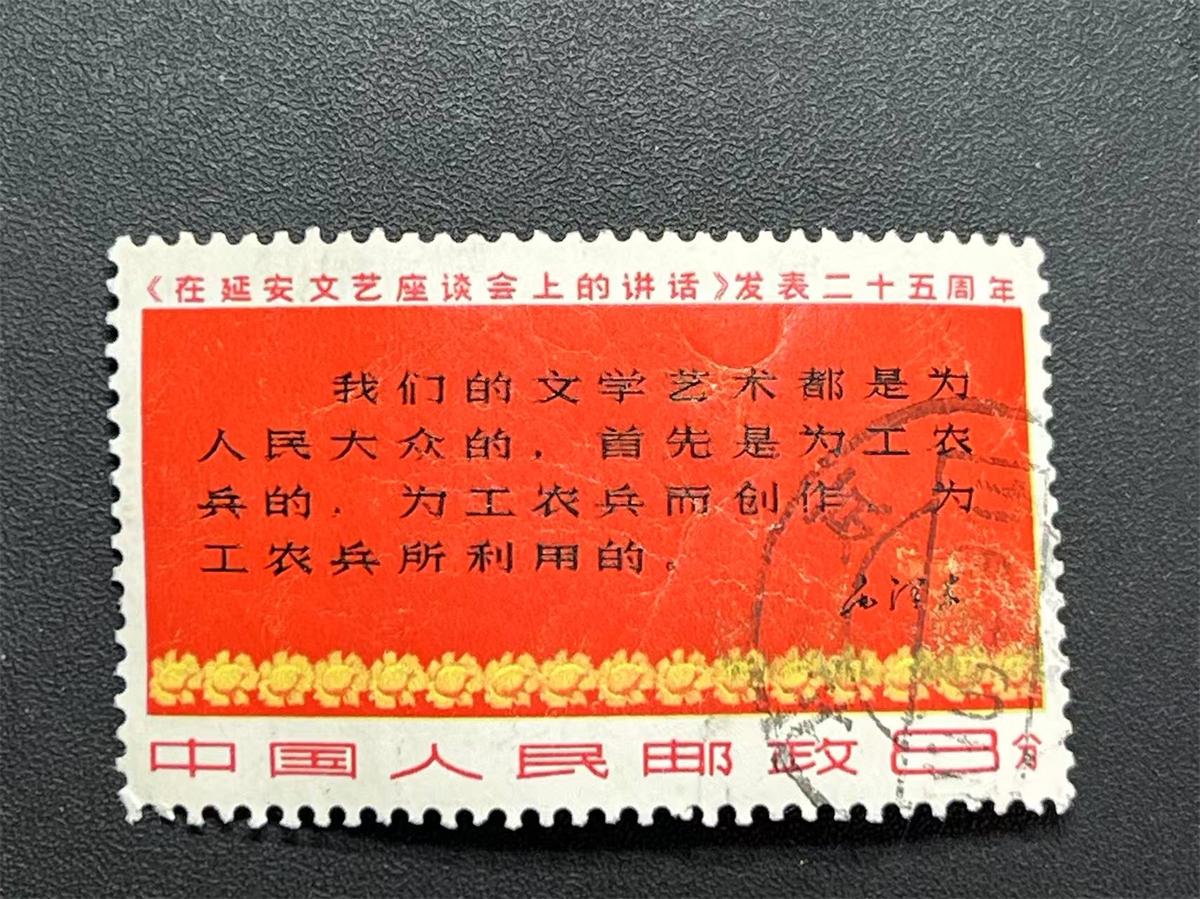 《在延安文艺座谈会上的讲话》发表二十五周年
我们的文学艺术都是为
人民大众的，首先是为工农
兵的，为工农兵而创作，为
工农兵所利用的。
毛泽东
中国人民邮政 8分